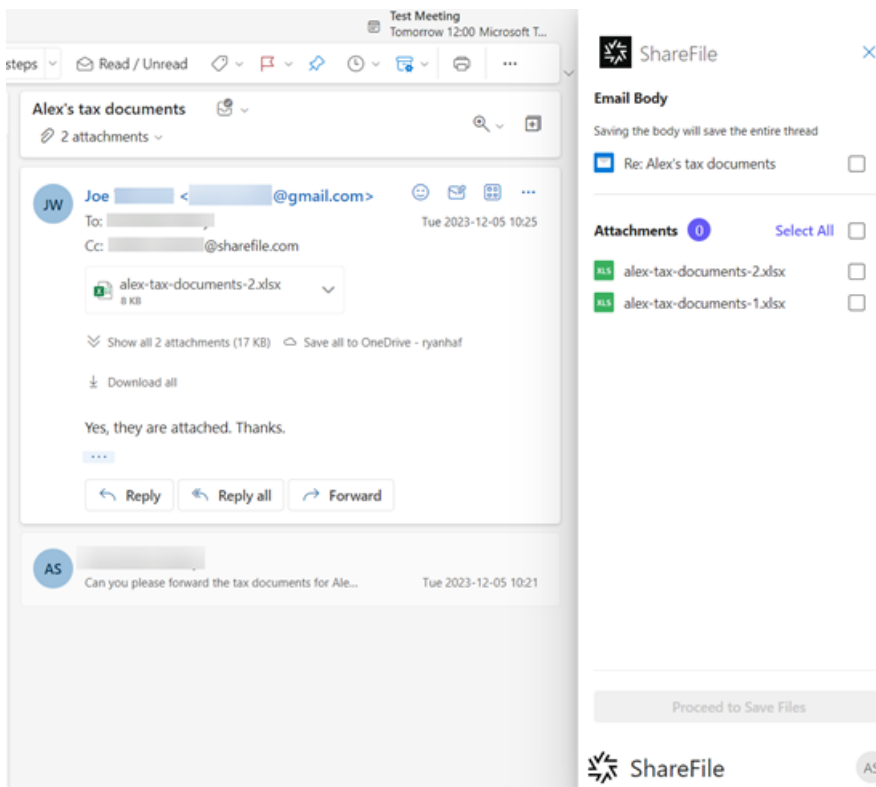 Test Meeting
Tomorrow 12:00 Microsoft T...
steps
Read / Unread
Alex's tax documents
2 attachments
JW
Joe < @gmail.com>
To: ,
Tue 2023-12-05 10:25
Cc: @sharefile.com
alex-tax-documents-2.xlsx
8 KB
Show all 2 attachments (17 KB) Save all to OneDrive - ryanhaf
Download all
Yes, they are attached. Thanks.
...
Reply Reply all Forward
AS
Can you please forward the tax documents for Ale... Tue 2023-12-05 10:21
ShareFile
Email Body
Saving the body will save the entire thread
Re: Alex's tax documents
Attachments 0 Select All
XLS alex-tax-documents-2.xlsx
XLS alex-tax-documents-1.xlsx
Proceed to Save Files
ShareFile
AS